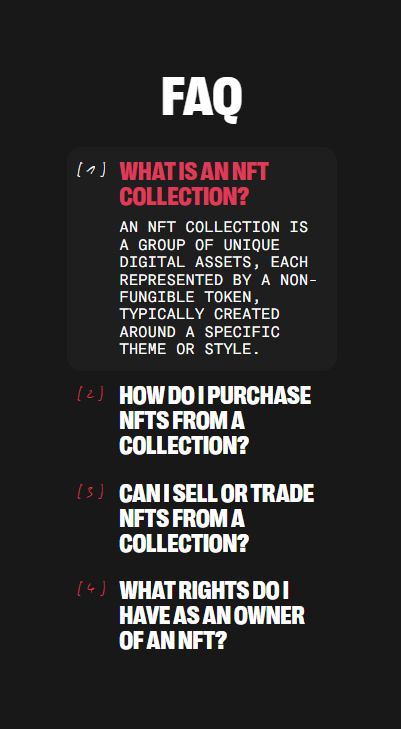 FAQ
[1]
WHAT IS AN NFT
COLLECTION?
AN NFT COLLECTION IS
A GROUP OF UNIQUE
DIGITAL ASSETS, EACH
REPRESENTED BY A NON-
FUNGIBLE TOKEN,
TYPICALLY CREATED
AROUND A SPECIFIC
THEME OR STYLE.
[2]
HOW DO I PURCHASE
NFTS FROM A
COLLECTION?
[3]
CAN I SELL OR TRADE
NFTS FROM A
COLLECTION?
[4]
WHAT RIGHTS DO I
HAVE AS AN OWNER
OF AN NFT?